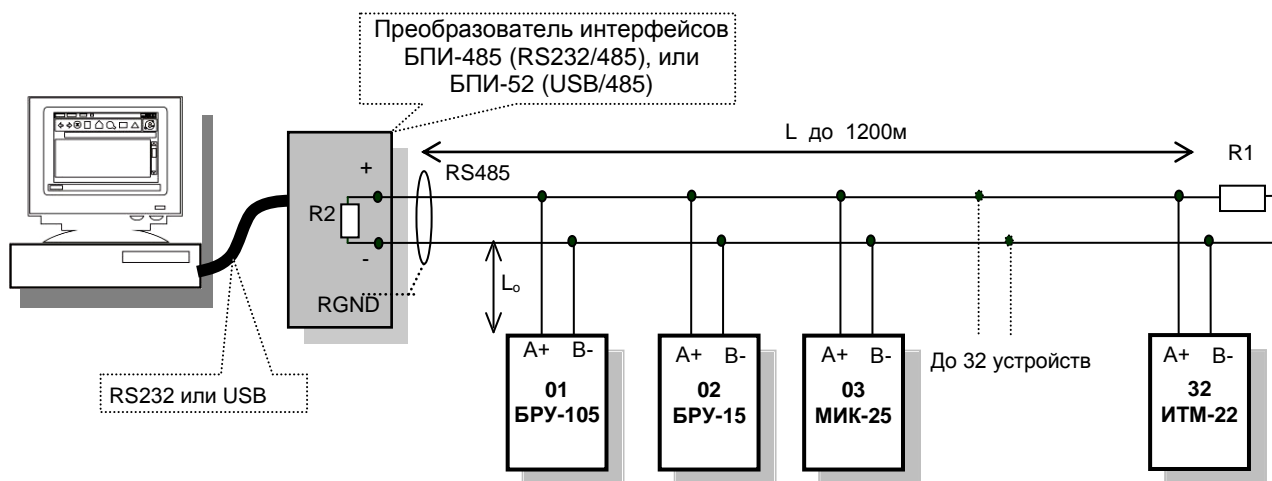 Преобразователь интерфейсов
БПИ-485 (RS232/485), или
БПИ-52 (USB/485)
L до 1200м
R1
+
RS485
R2
-
RGND
Lo
RS232 или USB
A+ B-
01
БРУ-105
A+ B-
02
БРУ-15
A+ B-
03
МИК-25
До 32 устройств
A+ B-
32
ИТМ-22